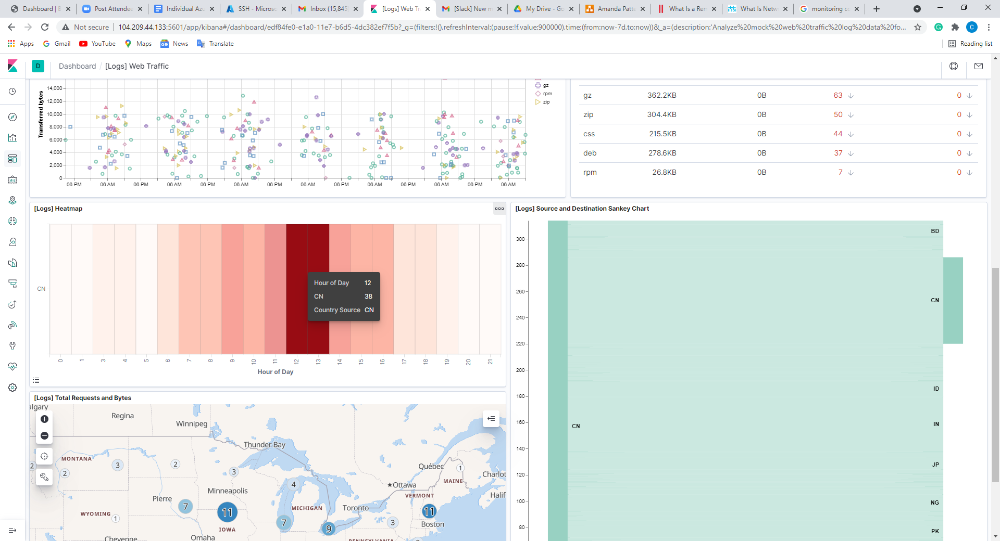 Dashboard | B
Post Attendee
Individual Azu
SSH - Microso
Inbox (15,845)
[Logs] Web Tr
[Slack] New m
My Drive - Go
Amanda Patte
What Is a Ren
What Is Netw
monitoring co
Not secure
104.209.44.133:5601/app/kibana#/dashboard/edf84fe0-e1a0-11e7-b6d5-4dc382ef7f5b?_g=(filters:!(),refreshInterval:(pause:!f,value:900000),time:(from:now-7d,to:now))&_a=(description:'Analyze%20mock%20web%20traffic%20log%20data%20fo...
C
Apps
Gmail
YouTube
Maps
News
Translate
Reading list
D
Dashboard / [Logs] Web Traffic
Transferred bytes
14,000
12,000
10,000
8,000
6,000
4,000
2,000
0
06 PM 06 AM 06 PM 06 AM 06 PM 06 AM 06 PM 06 AM 06 PM 06 AM 06 PM 06 AM 06 PM 06 AM
gz
rpm
zip
gz 362.2KB 0B 63 0
zip 304.4KB 0B 50 0
css 215.5KB 0B 44 0
deb 278.6KB 0B 37 0
rpm 26.8KB 0B 7 0
[Logs] Heatmap
CN
Hour of Day 12
CN 38
Country Source CN
0 1 3 4 5 6 7 8 9 10 11 12 13 14 15 16 17 18 19 20 21
Hour of Day
[Logs] Source and Destination Sankey Chart
300
280
260
240
220
200
180
160
140
120
100
80
CN
BD
CN
ID
IN
JP
NG
PK
[Logs] Total Requests and Bytes
algary
Regina
Winnipeg
Thunder Bay
MONTANA
3
2
2
2
3
Québec
1
Charlot
MAINE
4
Ottawa
Minneapolis
VERMONT
Halif
Pierre
7
11
MICHIGAN
Toronto
11
WYOMING
1
7
9
3
Boston
IOWA
Cheyenne
Omaha
PENNSYLVANIA
2